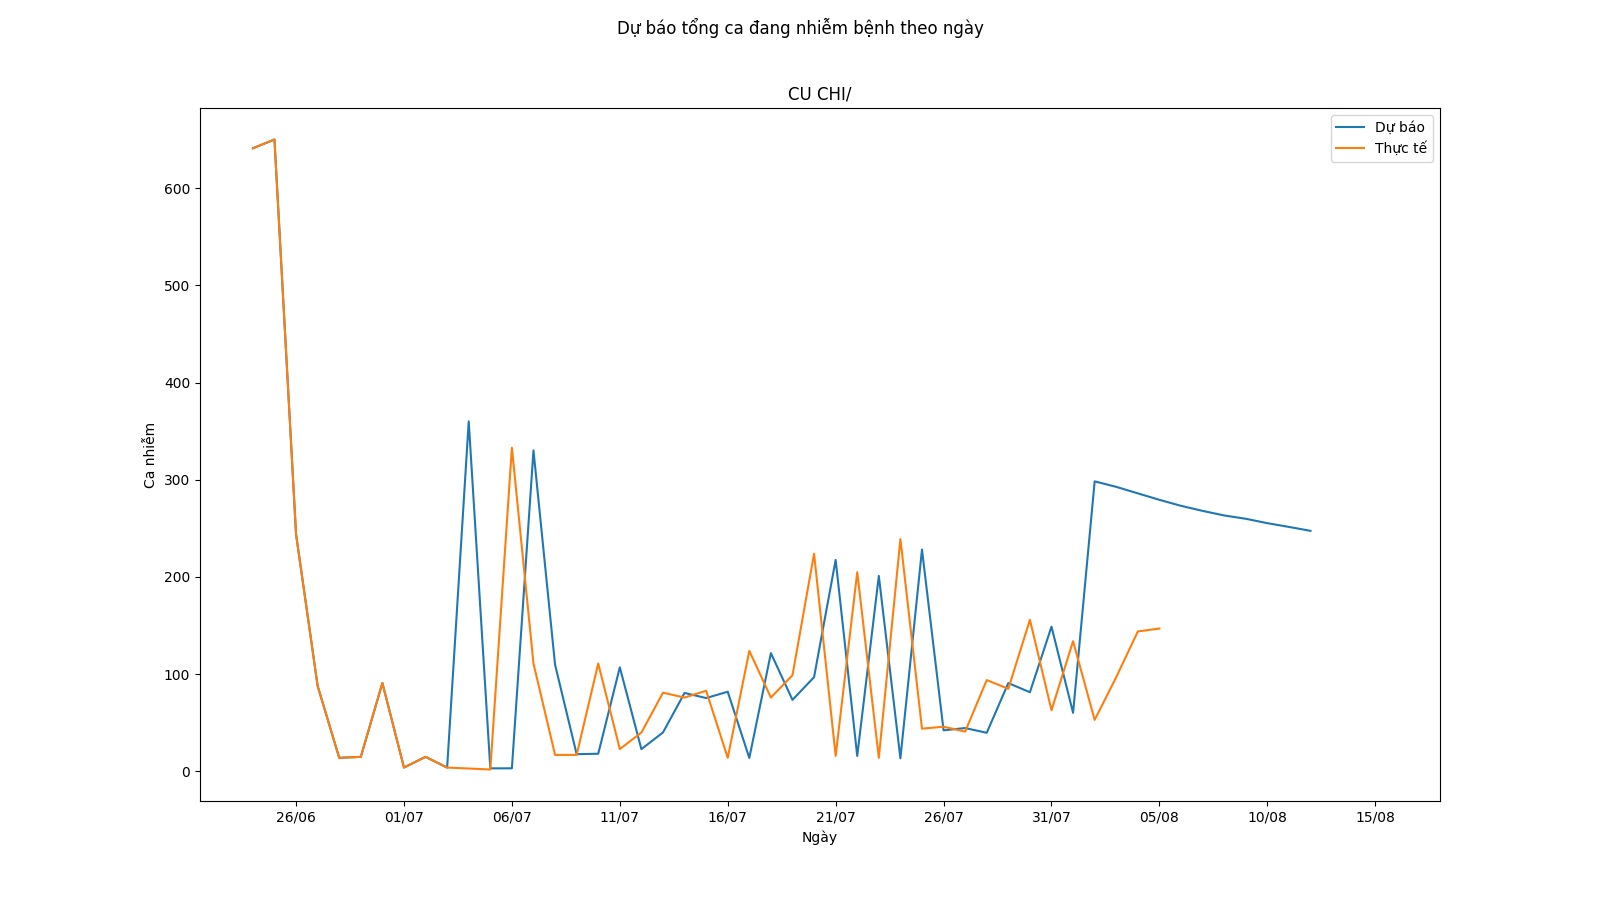 Dự báo tổng ca đang nhiễm bệnh theo ngày
CU CHI/
Dự báo
Thực tế
600
500
400
300
200
100
0
Ca nhiễm
26/06 01/07 06/07 11/07 16/07 21/07 26/07 31/07 05/08 10/08 15/08
Ngày